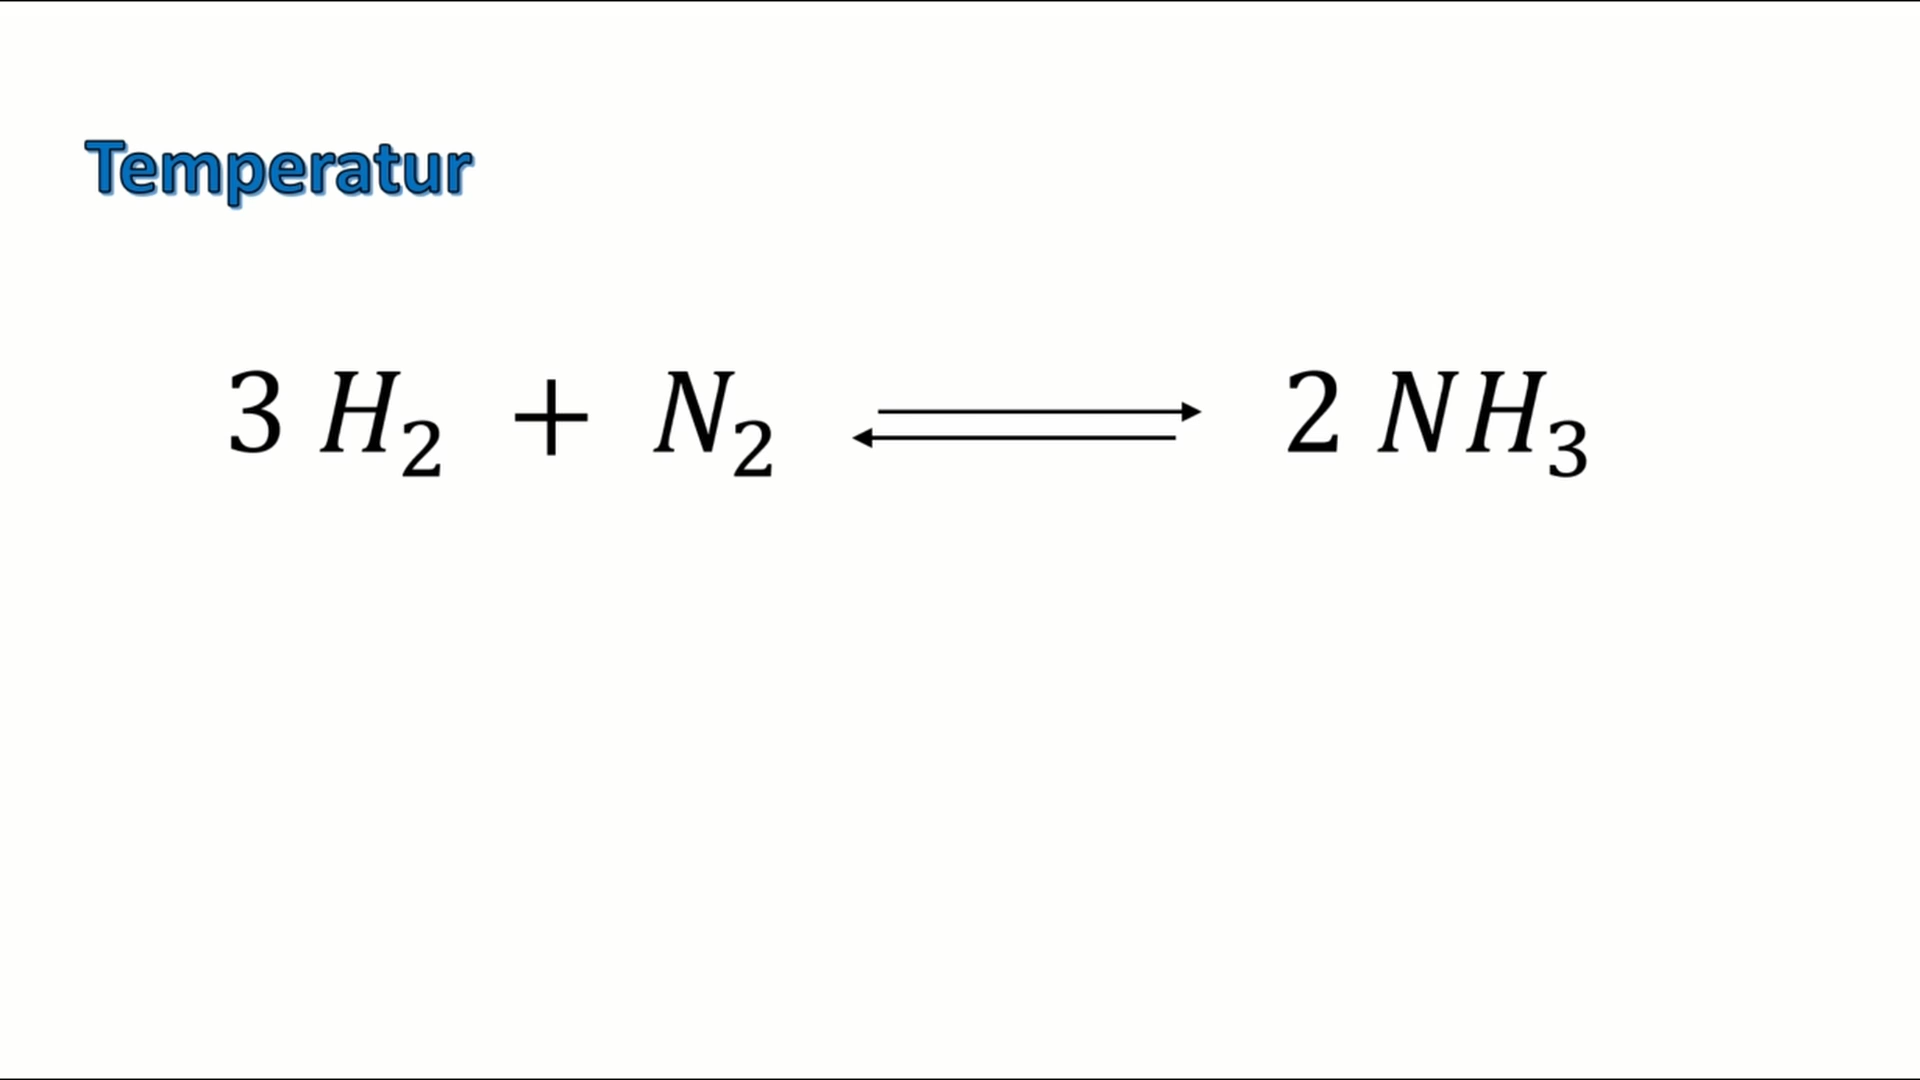 Temperatur
3 H₂ + N₂ ⇌ 2 NH₃